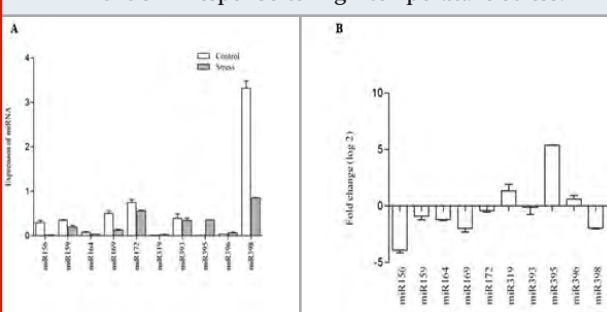 A
B
Control
Stress
Expression of miRNA
4
3
2
1
0
miR156
miR159
miR164
miR169
miR172
miR319
miR393
miR395
miR396
miR398
Fold change (log 2)
10
5
0
-5
miR156
miR159
miR164
miR169
miR172
miR319
miR393
miR395
miR396
miR398